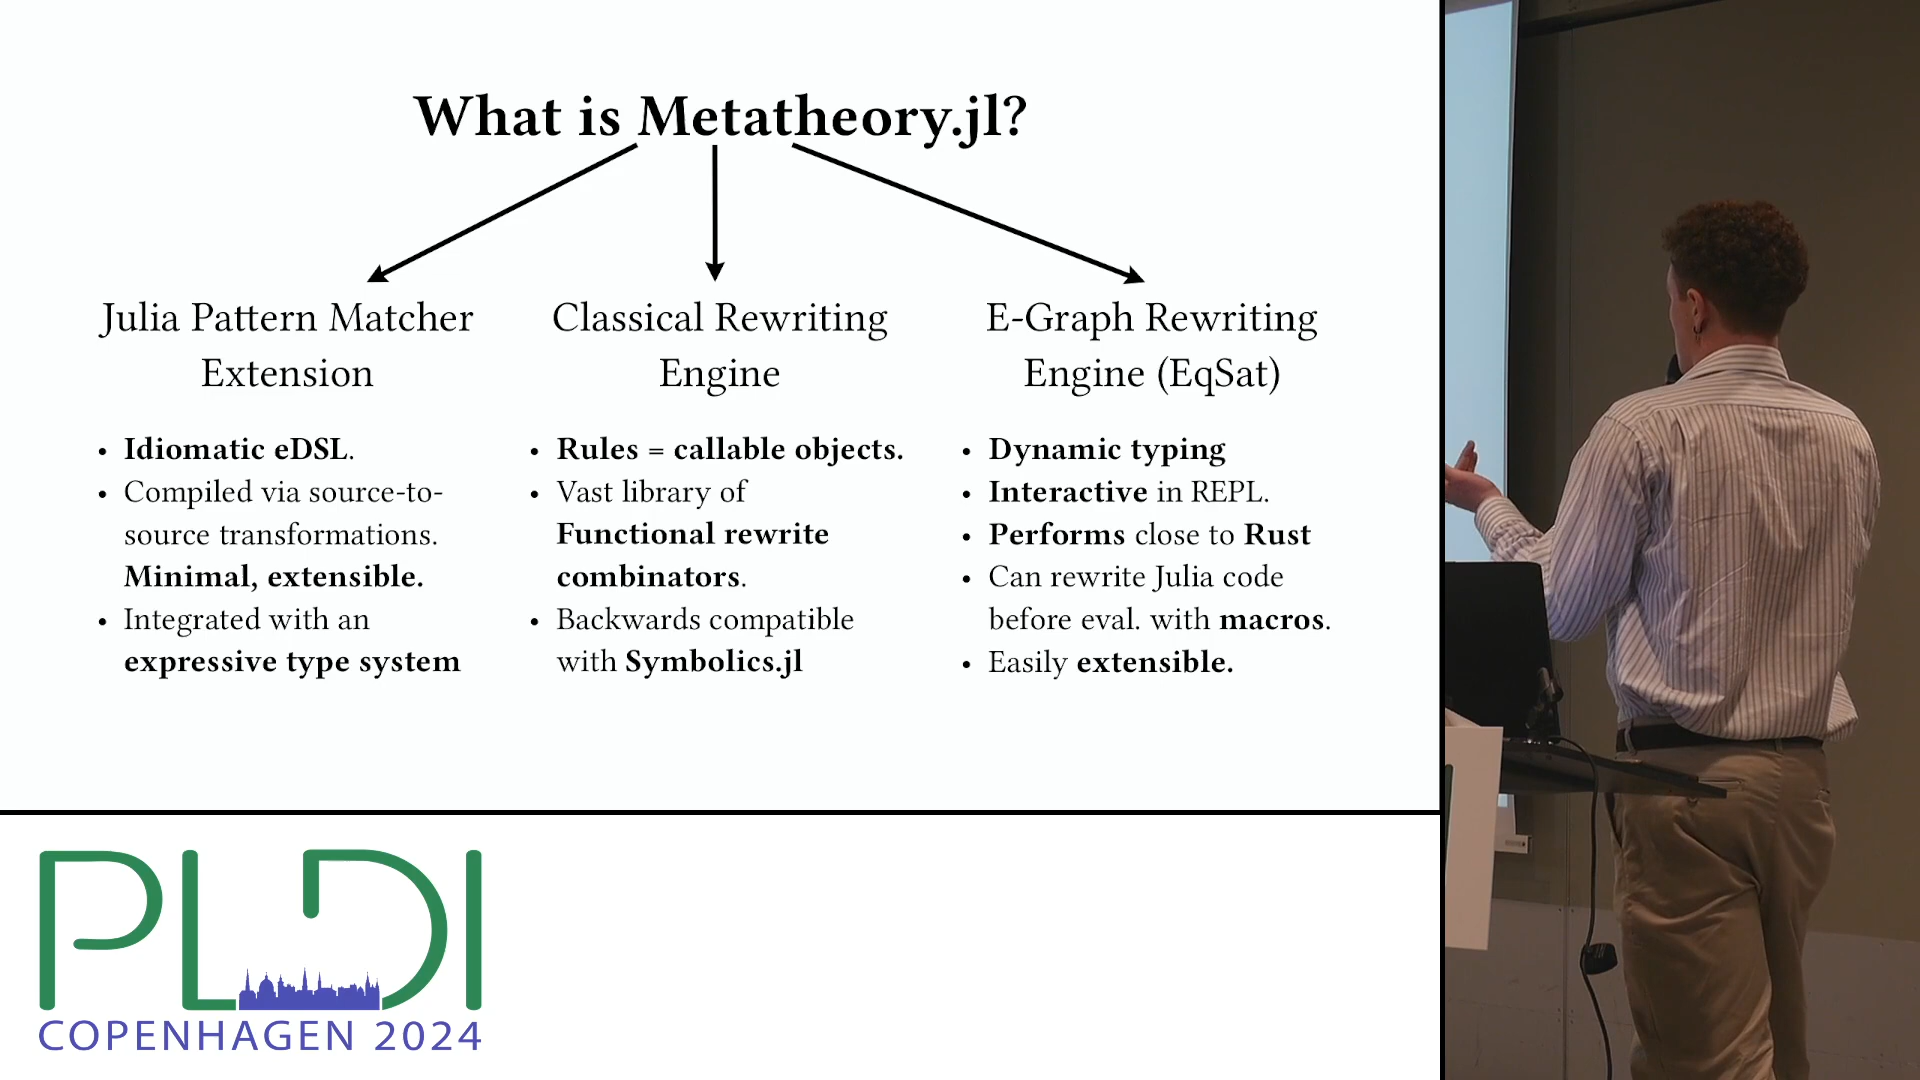 What is Metatheory.jl?
Julia Pattern Matcher
Extension
• Idiomatic eDSL.
• Compiled via source-to-
source transformations.
Minimal, extensible.
• Integrated with an
expressive type system
Classical Rewriting
Engine
• Rules = callable objects.
• Vast library of
Functional rewrite
combinators.
• Backwards compatible
with Symbolics.jl
E-Graph Rewriting
Engine (EqSat)
• Dynamic typing
• Interactive in REPL.
• Performs close to Rust
• Can rewrite Julia code
before eval. with macros.
• Easily extensible.
PLDI
COPENHAGEN 2024